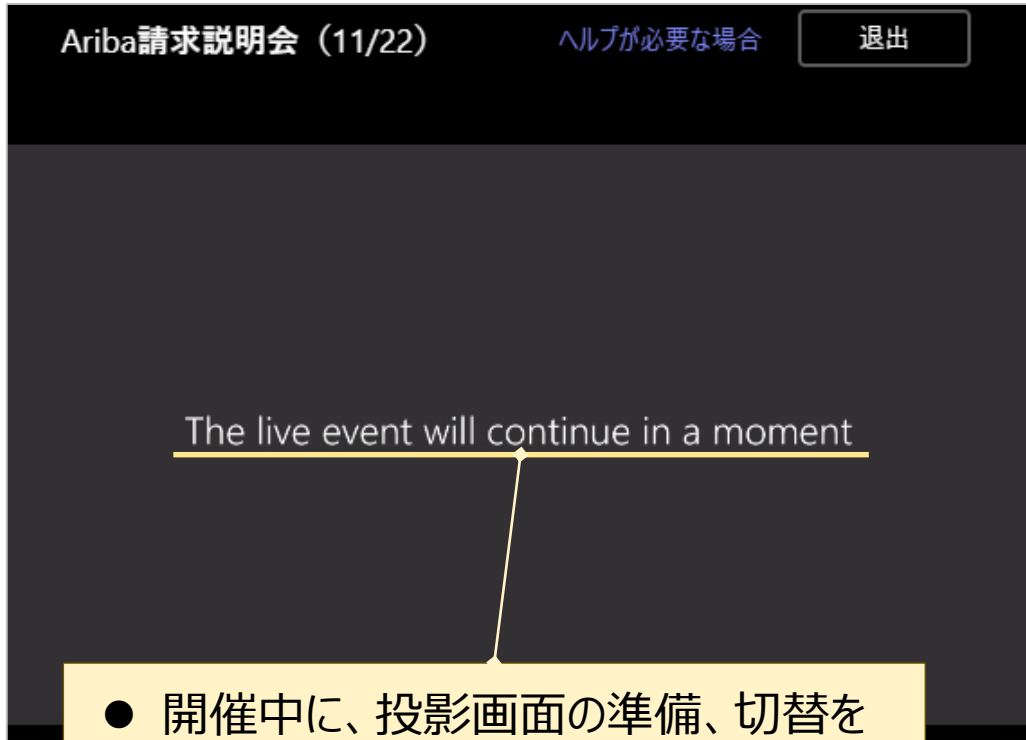 Ariba請求説明会（11/22） ヘルプが必要な場合 退出
The live event will continue in a moment
● 開催中に、投影画面の準備、切替を